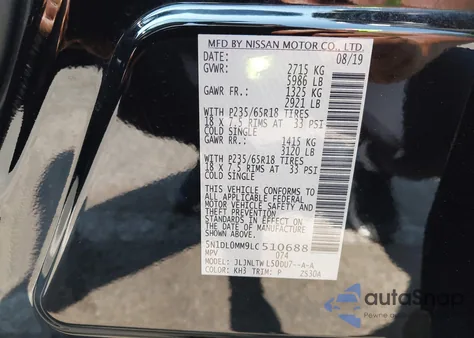 MFD BY NISSAN MOTOR CO., LTD.
DATE: 08/19
GVWR: 2715 KG
5986 LB
GAWR FR.: 1325 KG
2921 LB
WITH P235/65R18 TIRES
18 X 7.5 RIMS AT 33 PSI
COLD SINGLE
GAWR RR.: 1415 KG
3120 LB
WITH P235/65R18 TIRES
18 X 7.5 RIMS AT 33 PSI
COLD SINGLE
THIS VEHICLE CONFORMS TO
ALL APPLICABLE FEDERAL
MOTOR VEHICLE SAFETY
STANDARDS IN EFFECT ON THE
DATE OF MANUFACTURE
SHOWN ABOVE.
5N1DL0MM9LC510688
MPV 074
MODEL: JLJNLTWL50DU7--A-A
COLOR: KH3 TRIM: P ZS30A
autoSnap